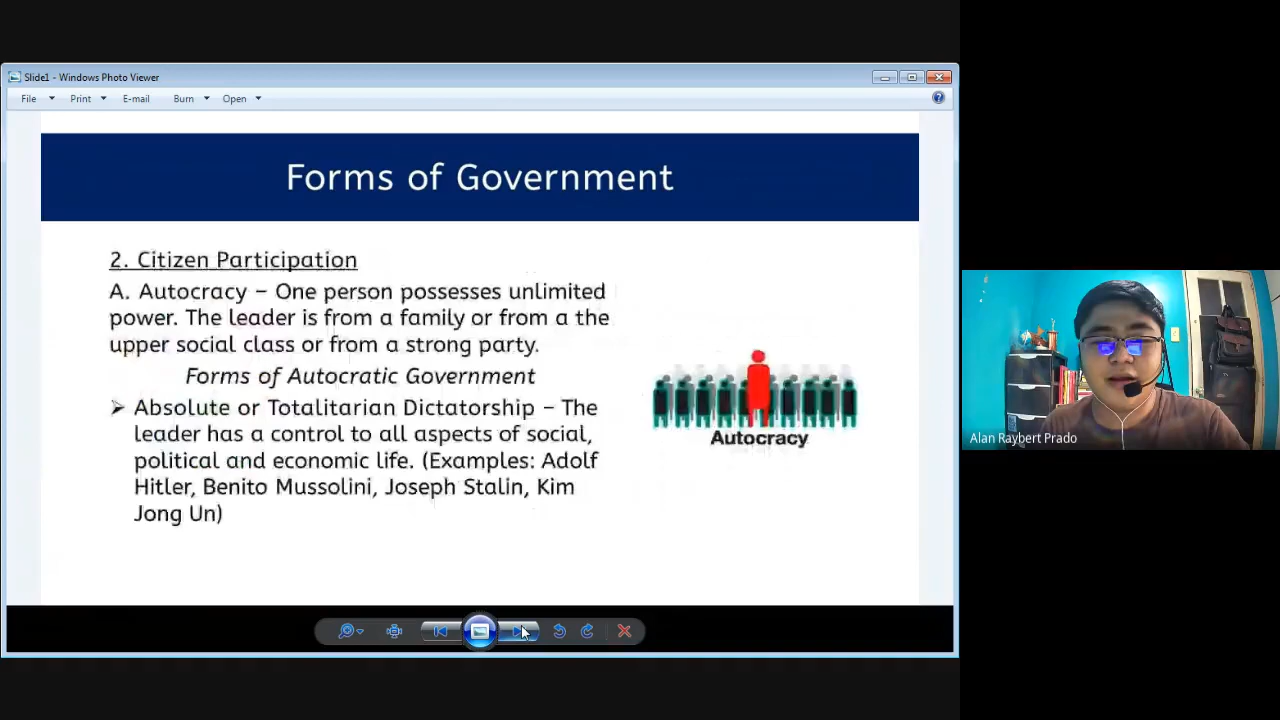 Slide1 - Windows Photo Viewer
File Print E-mail Burn Open
Forms of Government
2. Citizen Participation
A. Autocracy – One person possesses unlimited
power. The leader is from a family or from a the
upper social class or from a strong party.
Forms of Autocratic Government
➢ Absolute or Totalitarian Dictatorship – The
leader has a control to all aspects of social,
political and economic life. (Examples: Adolf
Hitler, Benito Mussolini, Joseph Stalin, Kim
Jong Un)
Autocracy
Alan Raybert Prado